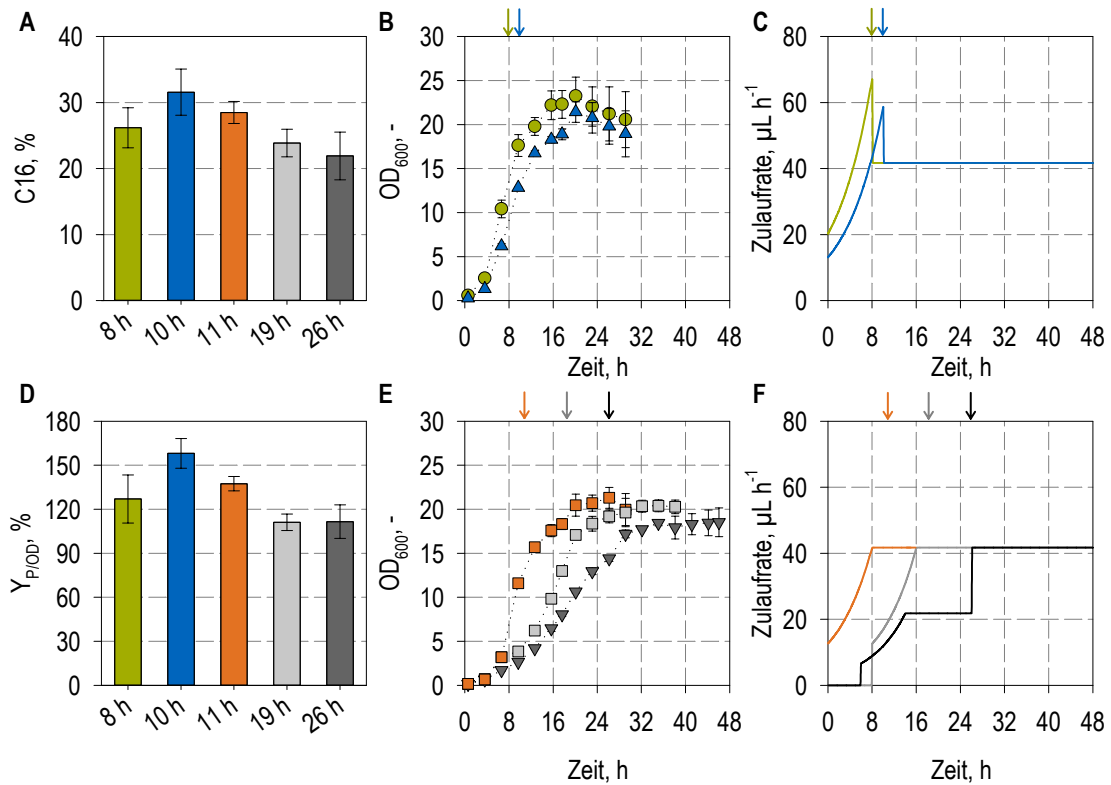 A
C16, %
40
30
20
10
0
8 h
10 h
11 h
19 h
26 h
B
OD600, -
30
25
20
15
10
5
0
0 8 16 24 32 40 48
Zeit, h
C
Zulaufrate, µL h-1
80
60
40
20
0
0 8 16 24 32 40 48
Zeit, h
D
YP/OD, %
180
150
120
90
60
30
0
8 h
10 h
11 h
19 h
26 h
E
OD600, -
30
25
20
15
10
5
0
0 8 16 24 32 40 48
Zeit, h
F
Zulaufrate, µL h-1
80
60
40
20
0
0 8 16 24 32 40 48
Zeit, h